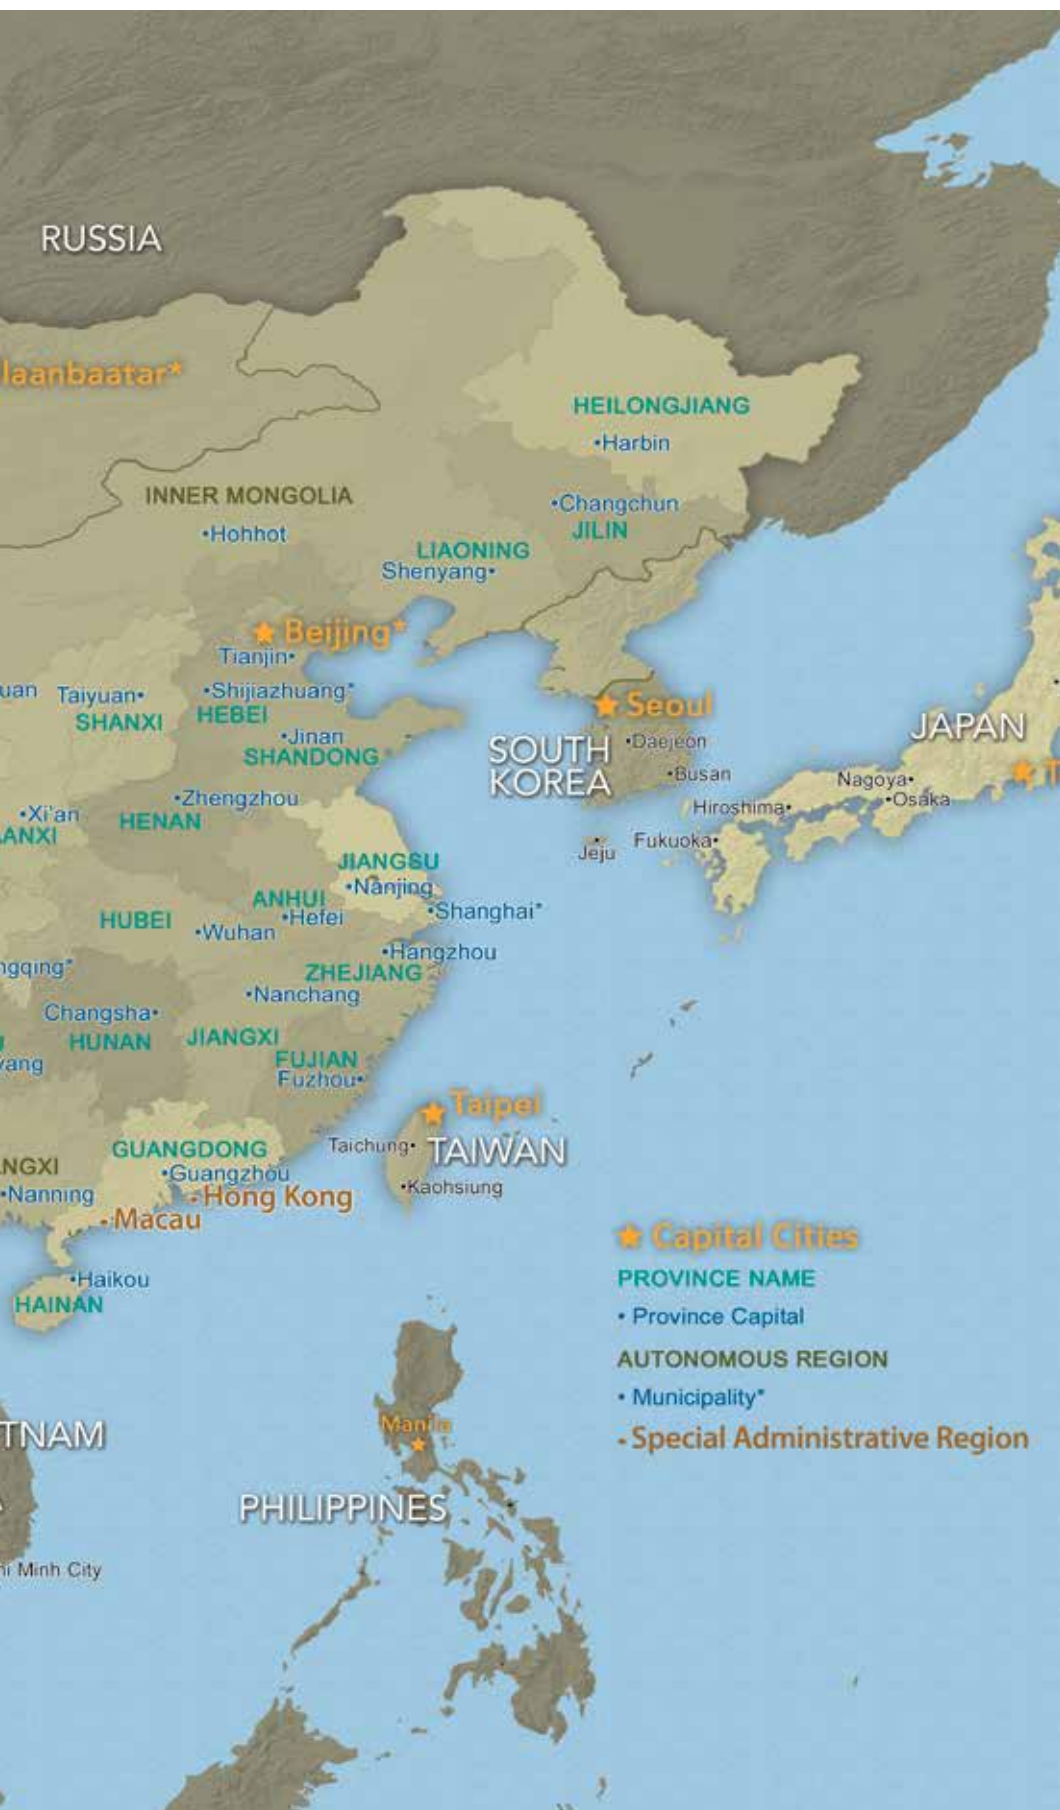 RUSSIA
laanbaatar*
HEILONGJIANG
•Harbin
INNER MONGOLIA
•Changchun
•Hohhot
JILIN
LIAONING
Shenyang•
★ Beijing*
Tianjin•
uan
Taiyuan•
•Shijiazhuang*
SHANXI
HEBEI
★ Seoul
JAPAN
•Jinan
SHANDONG
SOUTH
KOREA
•Daejeon
•Busan
Nagoya•
★ T
•Zhengzhou
Hiroshima•
•Osaka
•Xi'an
ANXI
HENAN
Jeju
Fukuoka•
JIANGSU
•Nanjing
ANHUI
•Hefei
•Shanghai*
HUBEI
•Wuhan
•Hangzhou
ngqing*
ZHEJIANG
•Nanchang
Changsha•
HUNAN
JIANGXI
yang
FUJIAN
Fuzhou•
★ Taipei
Taichung•
TAIWAN
GUANGDONG
NGXI
•Guangzhou
•Kaohsiung
•Nanning
•Hong Kong
•Macau
•Haikou
HAINAN
★ Capital Cities
PROVINCE NAME
• Province Capital
AUTONOMOUS REGION
• Municipality*
• Special Administrative Region
TNAM
Manila
PHILIPPINES
hi Minh City